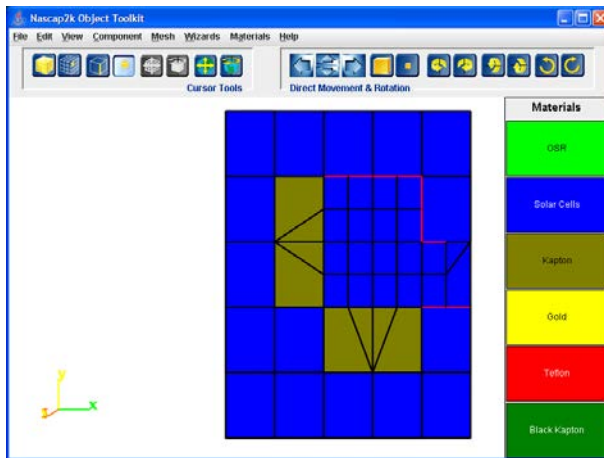 Nascap2k Object Toolkit
File Edit View Component Mesh Wizards Materials Help
Cursor Tools
Direct Movement & Rotation
Materials
OSR
Solar Cells
Kapton
Gold
Teflon
Black Kapton
y
x